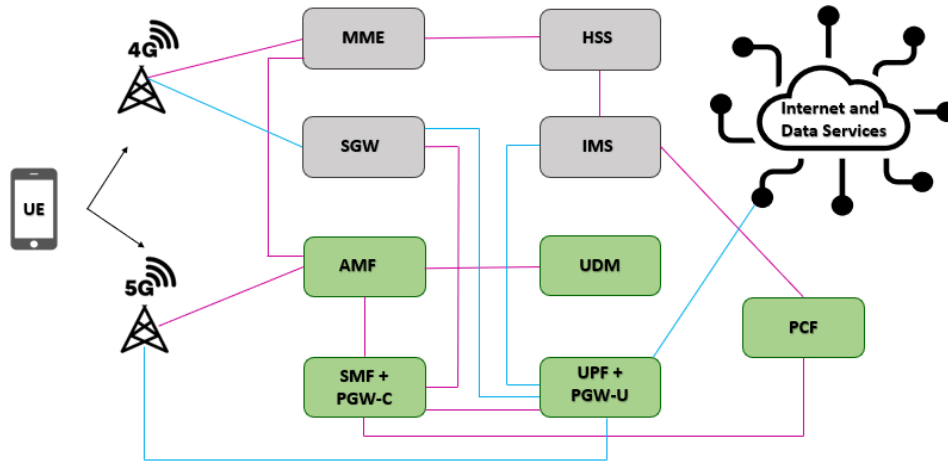 4G
MME
HSS
Internet and
Data Services
SGW
IMS
UE
AMF
UDM
5G
PCF
SMF +
PGW-C
UPF +
PGW-U